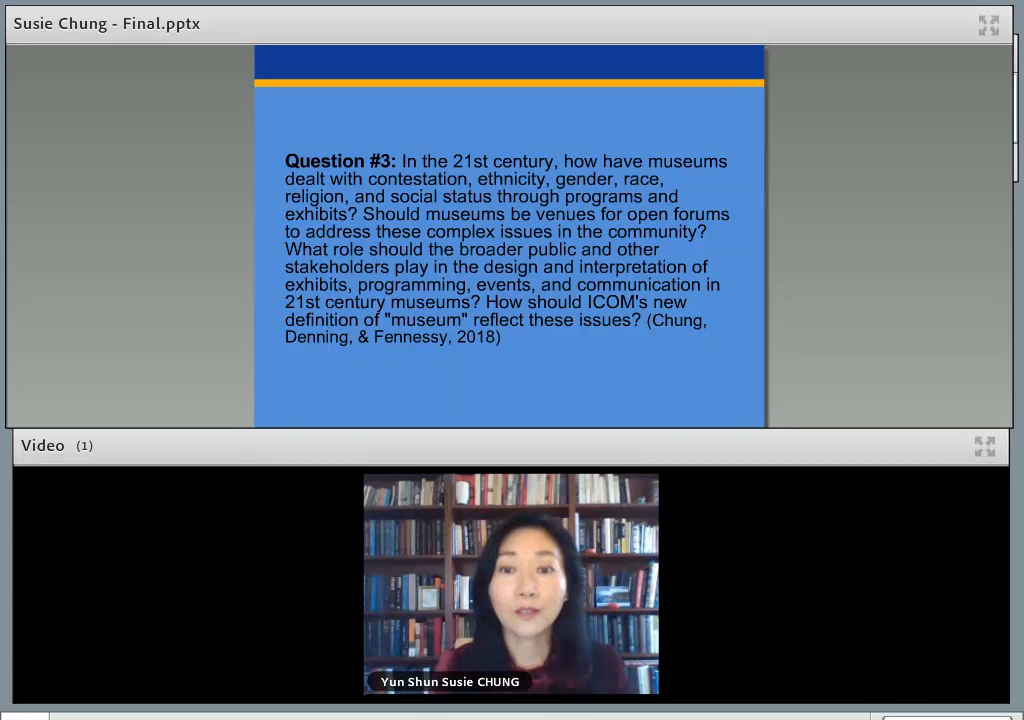 Susie Chung - Final.pptx
Question #3: In the 21st century, how have museums
dealt with contestation, ethnicity, gender, race,
religion, and social status through programs and
exhibits? Should museums be venues for open forums
to address these complex issues in the community?
What role should the broader public and other
stakeholders play in the design and interpretation of
exhibits, programming, events, and communication in
21st century museums? How should ICOM's new
definition of "museum" reflect these issues? (Chung,
Denning, & Fennessy, 2018)
Video (1)
Yun Shun Susie CHUNG